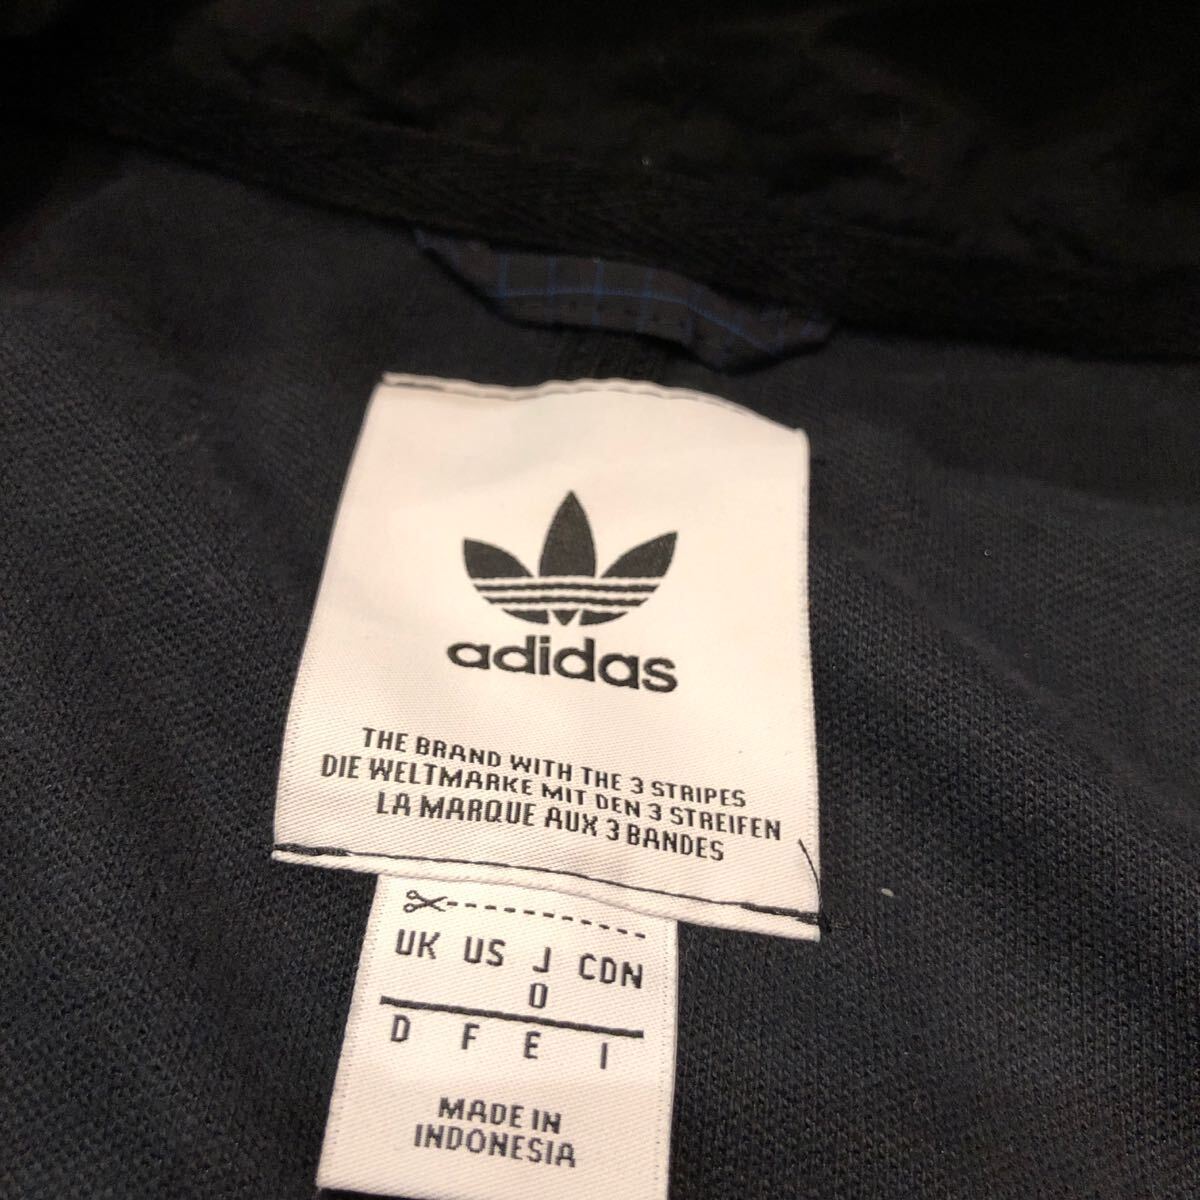 adidas
THE BRAND WITH THE 3 STRIPES
DIE WELTMARKE MIT DEN 3 STREIFEN
LA MARQUE AUX 3 BANDES
UK US J CDN
O
D F E I
MADE IN
INDONESIA